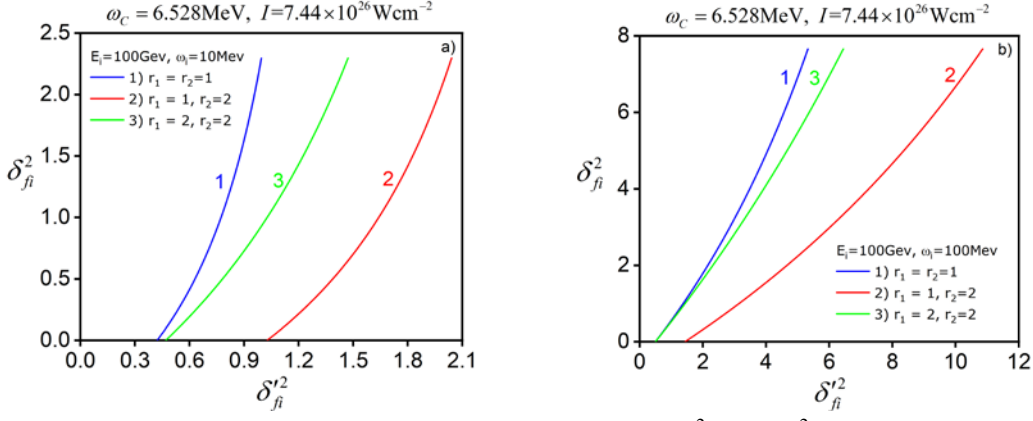 ω_C = 6.528MeV, I=7.44×10^26 Wcm^−2
a)
E_i=100Gev, ω_i=10Mev
1) r_1 = r_2=1
2) r_1 = 1, r_2=2
3) r_1 = 2, r_2=2
1
3
2
δ_fi^2
2.5
2.0
1.5
1.0
0.5
0.0
0.0 0.3 0.6 0.9 1.2 1.5 1.8 2.1
δ′_fi^2
ω_C = 6.528MeV, I=7.44×10^26 Wcm^−2
b)
1
3
2
E_i=100Gev, ω_i=100Mev
1) r_1 = r_2=1
2) r_1 = 1, r_2=2
3) r_1 = 2, r_2=2
δ_fi^2
8
6
4
2
0
0 2 4 6 8 10 12
δ′_fi^2